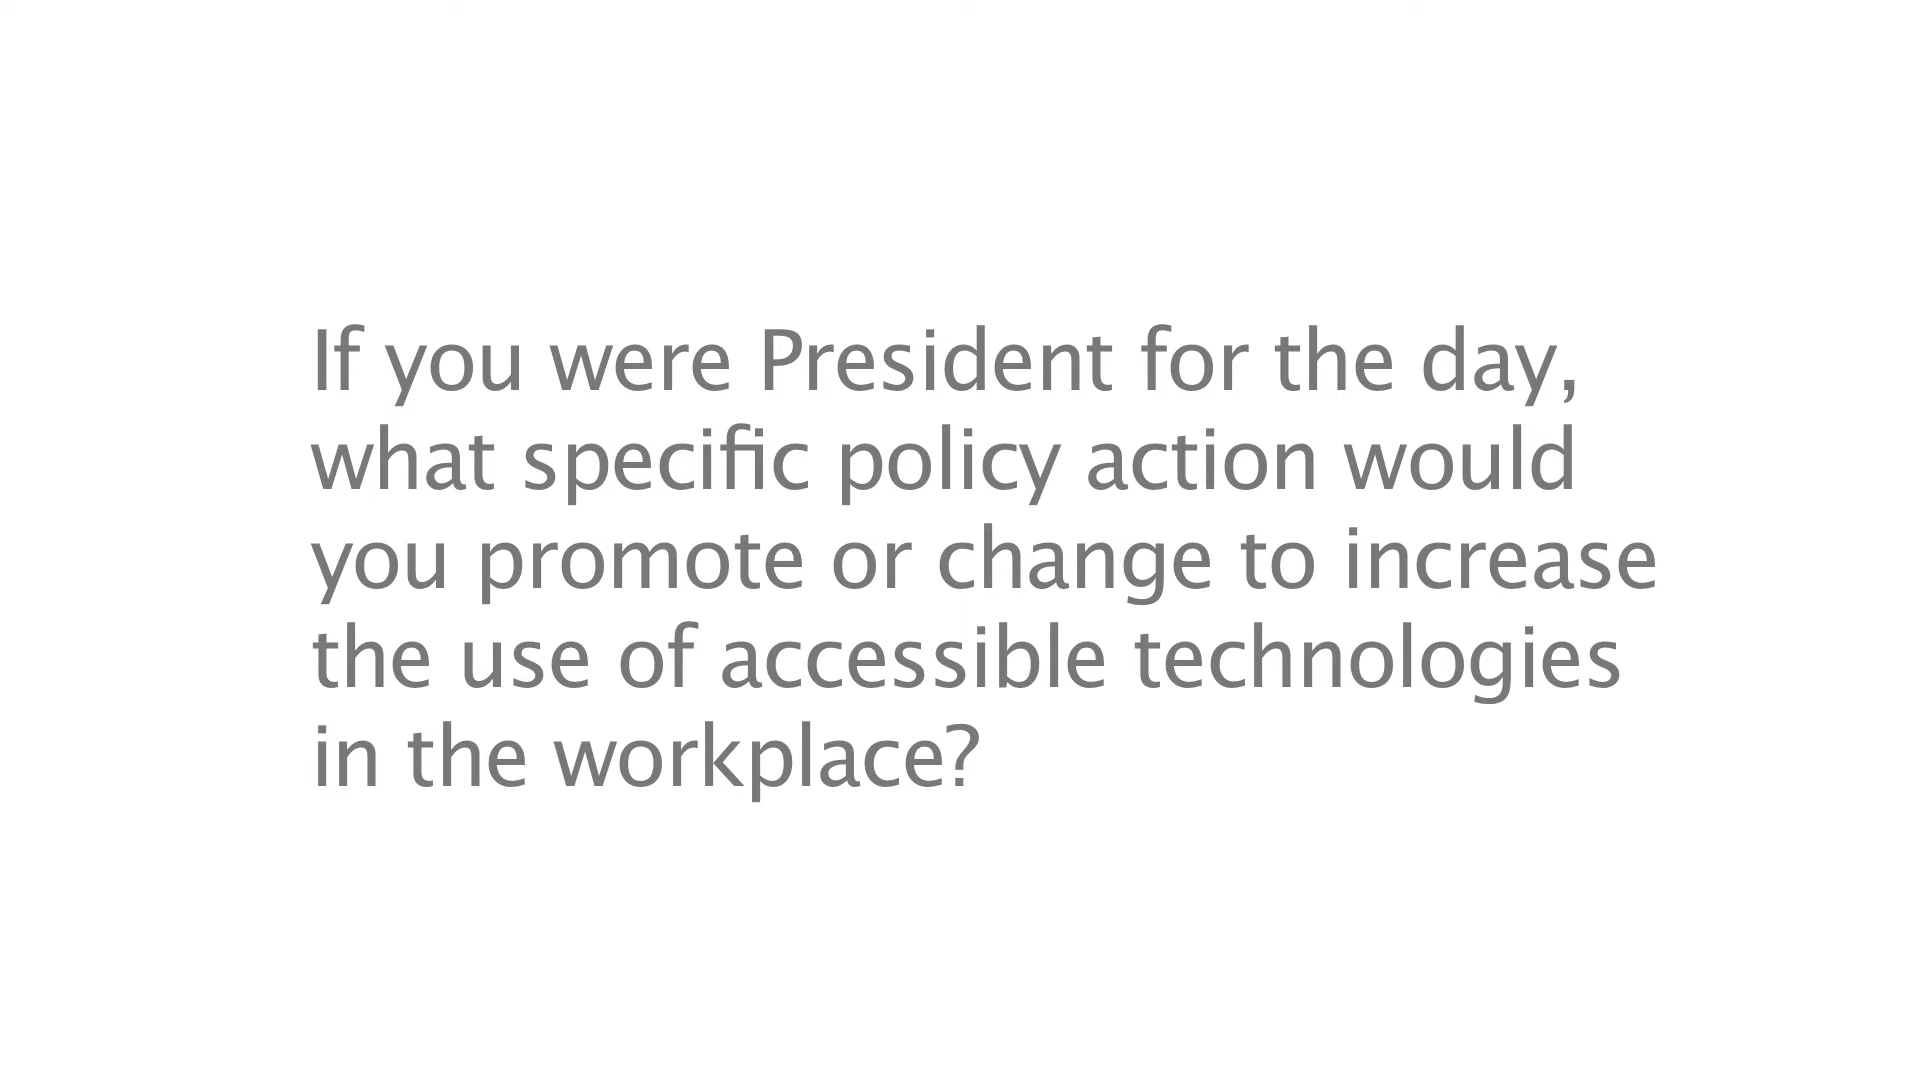 If you were President for the day,
what specific policy action would
you promote or change to increase
the use of accessible technologies
in the workplace?